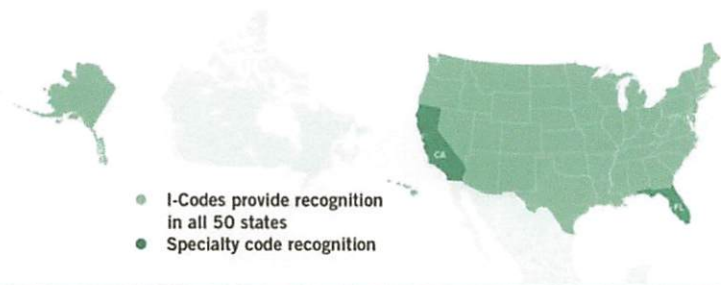 CA
FL
I-Codes provide recognition
in all 50 states
Specialty code recognition